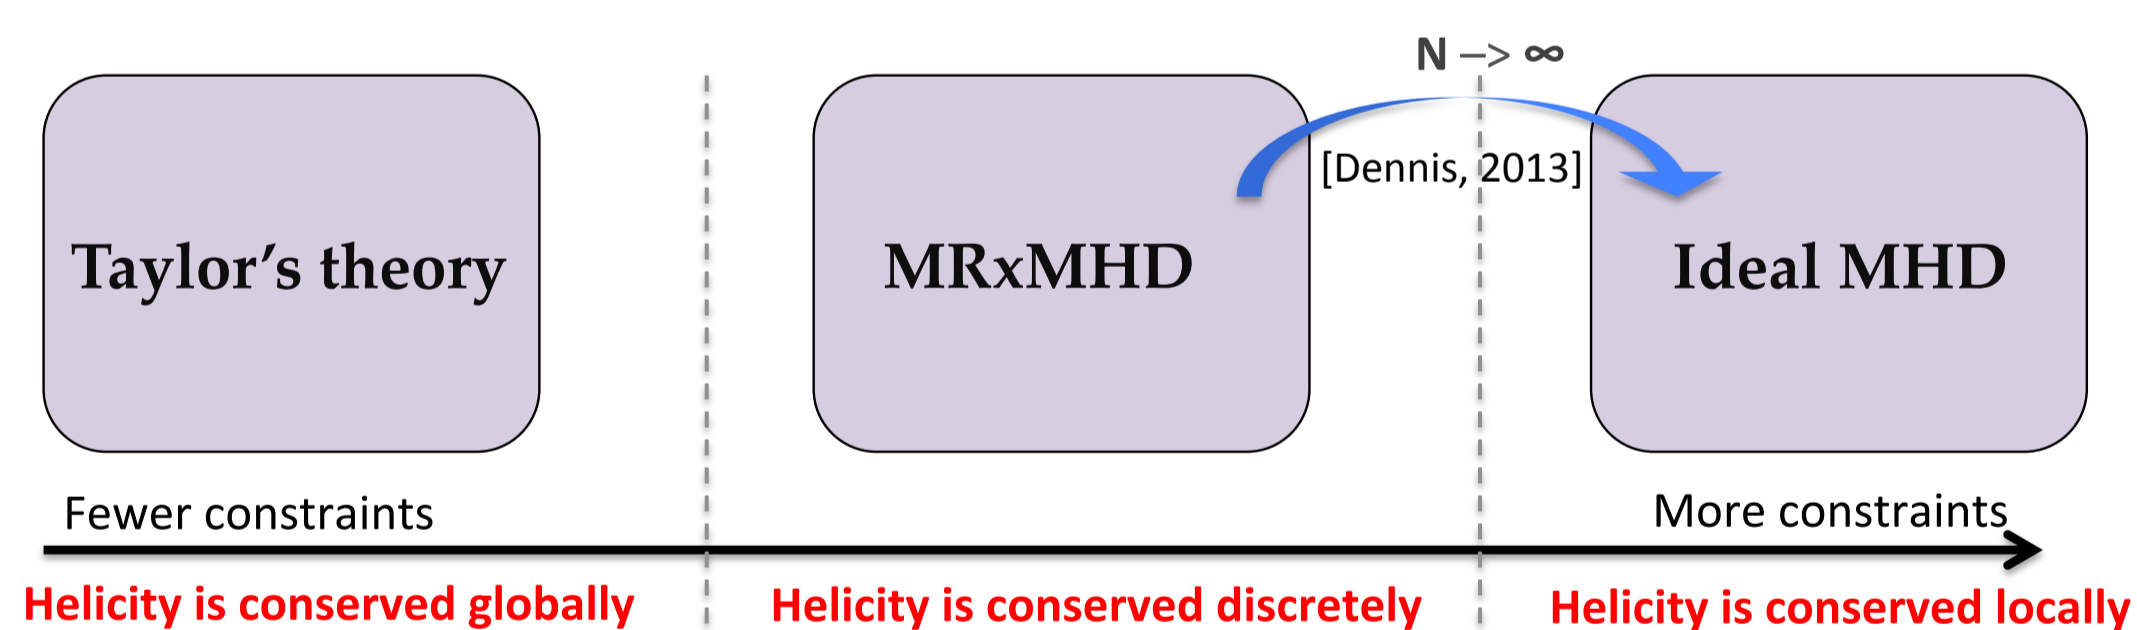 N –> ∞
[Dennis, 2013]
Taylor’s theory
MRxMHD
Ideal MHD
Fewer constraints
More constraints
Helicity is conserved globally
Helicity is conserved discretely
Helicity is conserved locally